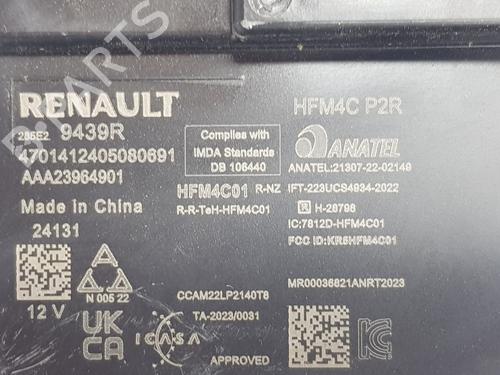 RENAULT
285E2 9439R
4701412405080691
AAA23964901
Made in China
24131
12 V
N 005 22
UK
CA
Complies with
IMDA Standards
DB 106440
HFM4C01 R-NZ
R-R-TeH-HFM4C01
CCAM22LP2140T8
TA-2023/0031
ICASA
APPROVED
HFM4C P2R
ANATEL
ANATEL:21307-22-02149
IFT-223UCS4934-2022
R H-28798
IC:7812D-HFM4C01
FCC ID:KR5HFM4C01
MR00036821ANRT2023
PARTS